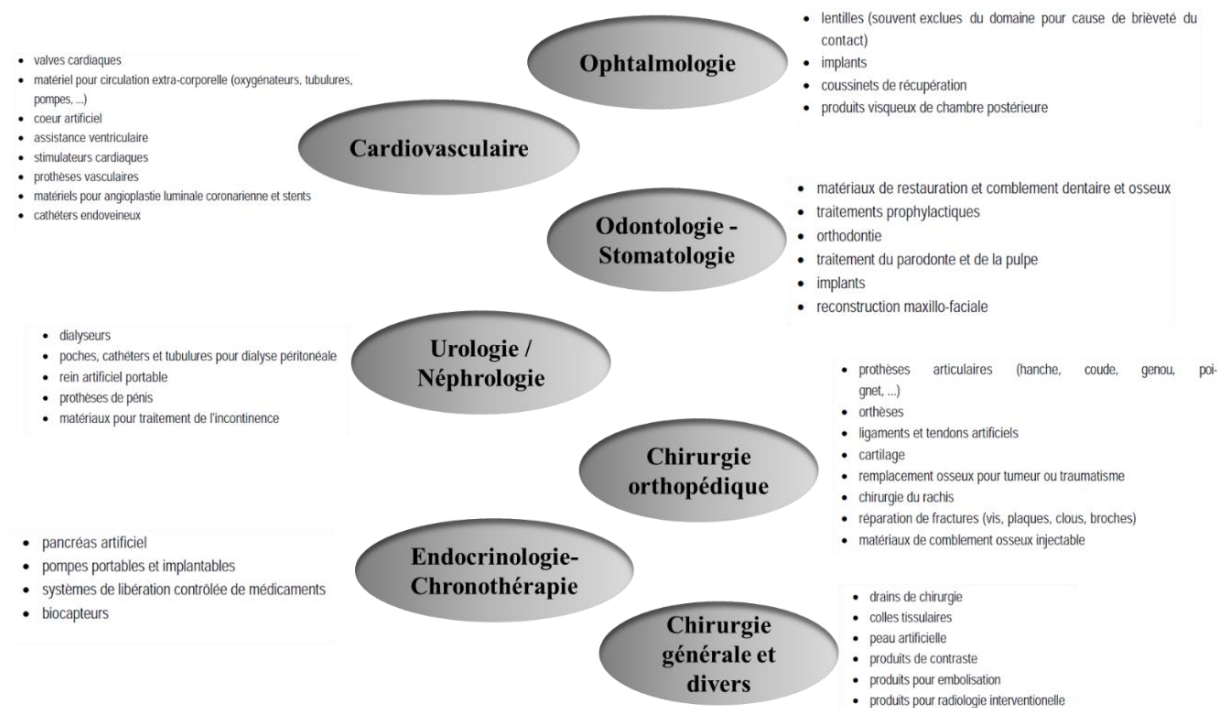 Ophtalmologie
• lentilles (souvent exclues du domaine pour cause de brièveté du
contact)
• implants
• coussinets de récupération
• produits visqueux de chambre postérieure
• valves cardiaques
• matériel pour circulation extra-corporelle (oxygénateurs, tubulures,
pompes, ...)
• coeur artificiel
• assistance ventriculaire
• stimulateurs cardiaques
• prothèses vasculaires
• matériels pour angioplastie luminale coronarienne et stents
• cathéters endoveineux
Cardiovasculaire
Odontologie -
Stomatologie
• matériaux de restauration et comblement dentaire et osseux
• traitements prophylactiques
• orthodontie
• traitement du parodonte et de la pulpe
• implants
• reconstruction maxillo-faciale
• dialyseurs
• poches, cathéters et tubulures pour dialyse péritonéale
• rein artificiel portable
• prothèses de pénis
• matériaux pour traitement de l'incontinence
Urologie /
Néphrologie
Chirurgie
orthopédique
• prothèses articulaires (hanche, coude, genou, poi-
gnet, ...)
• orthèses
• ligaments et tendons artificiels
• cartilage
• remplacement osseux pour tumeur ou traumatisme
• chirurgie du rachis
• réparation de fractures (vis, plaques, clous, broches)
• matériaux de comblement osseux injectable
• pancréas artificiel
• pompes portables et implantables
• systèmes de libération contrôlée de médicaments
• biocapteurs
Endocrinologie-
Chronothérapie
Chirurgie
générale et
divers
• drains de chirurgie
• colles tissulaires
• peau artificielle
• produits de contraste
• produits pour embolisation
• produits pour radiologie interventionelle